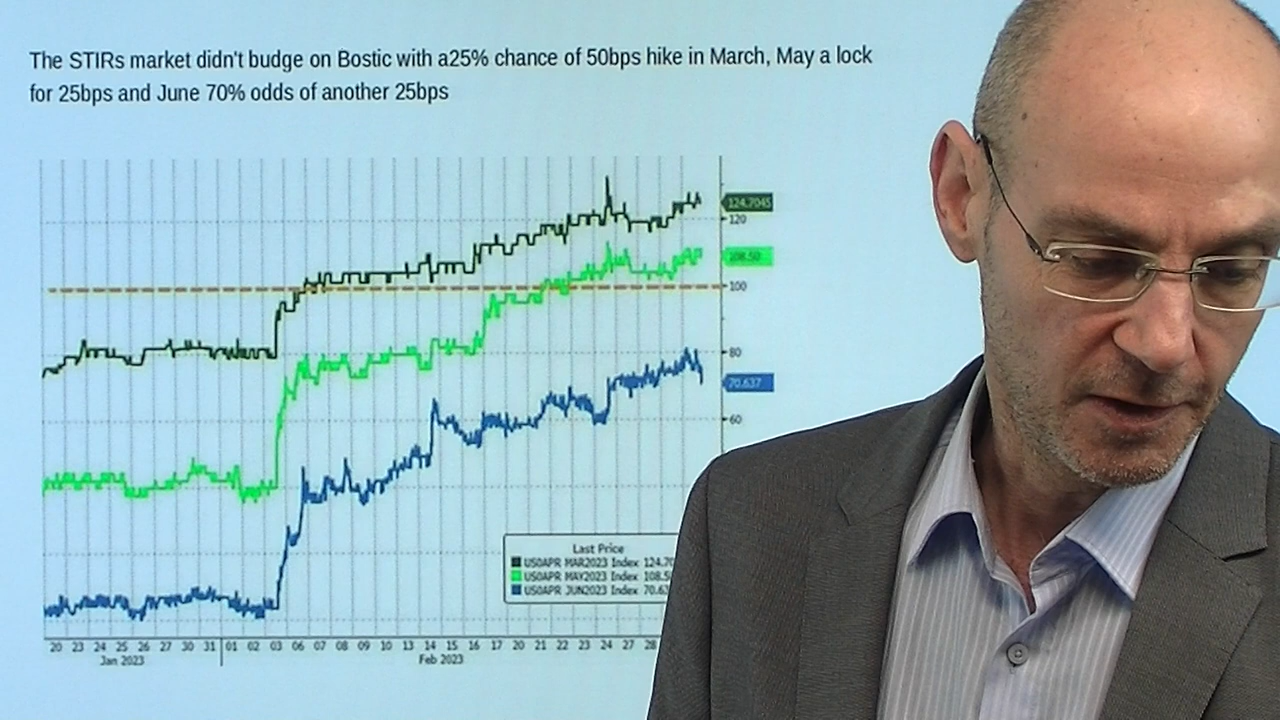 The STIRs market didn't budge on Bostic with a25% chance of 50bps hike in March, May a lock
for 25bps and June 70% odds of another 25bps
124.7045
120
108.50
100
80
70.637
60
Last Price
US0APR MAR2023 Index 124.70
US0APR MAY2023 Index 108.5
US0APR JUN2023 Index 70.63
20 23 24 25 26 27 30 31 01 02 03 06 07 08 09 10 13 14 15 16 17 20 21 22 23 24 27 28
Jan 2023 Feb 2023